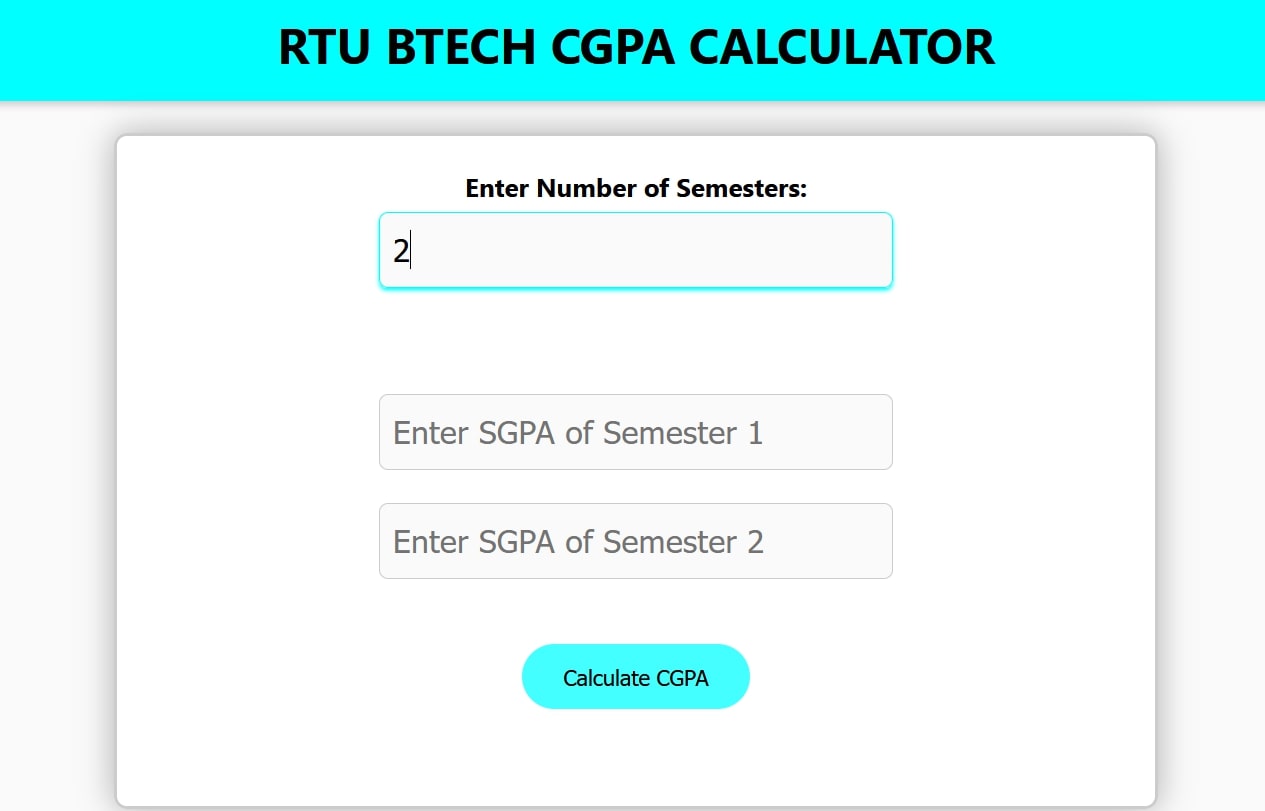 RTU BTECH CGPA CALCULATOR
Enter Number of Semesters:
2
Enter SGPA of Semester 1
Enter SGPA of Semester 2
Calculate CGPA